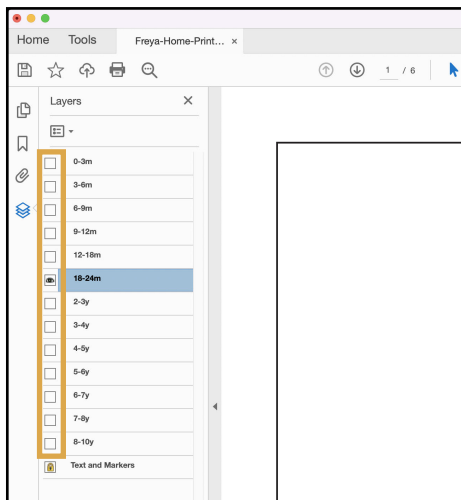 Home Tools Freya-Home-Print... ×
1 / 6
Layers
0-3m
3-6m
6-9m
9-12m
12-18m
18-24m
2-3y
3-4y
4-5y
5-6y
6-7y
7-8y
8-10y
Text and Markers